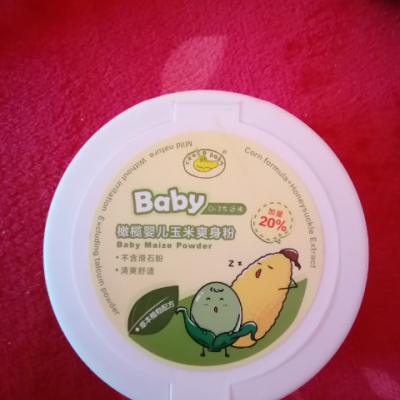 Mild nature Without irritation Excluding talcum powder
Corn formula+Honeysuckle Extract
CROCO BABY
®
Baby
0-3岁适用
加量
20%
橄榄婴儿玉米爽身粉
Baby Maize Powder
•不含滑石粉
•清爽舒适
Z Z
•草本植物配方•